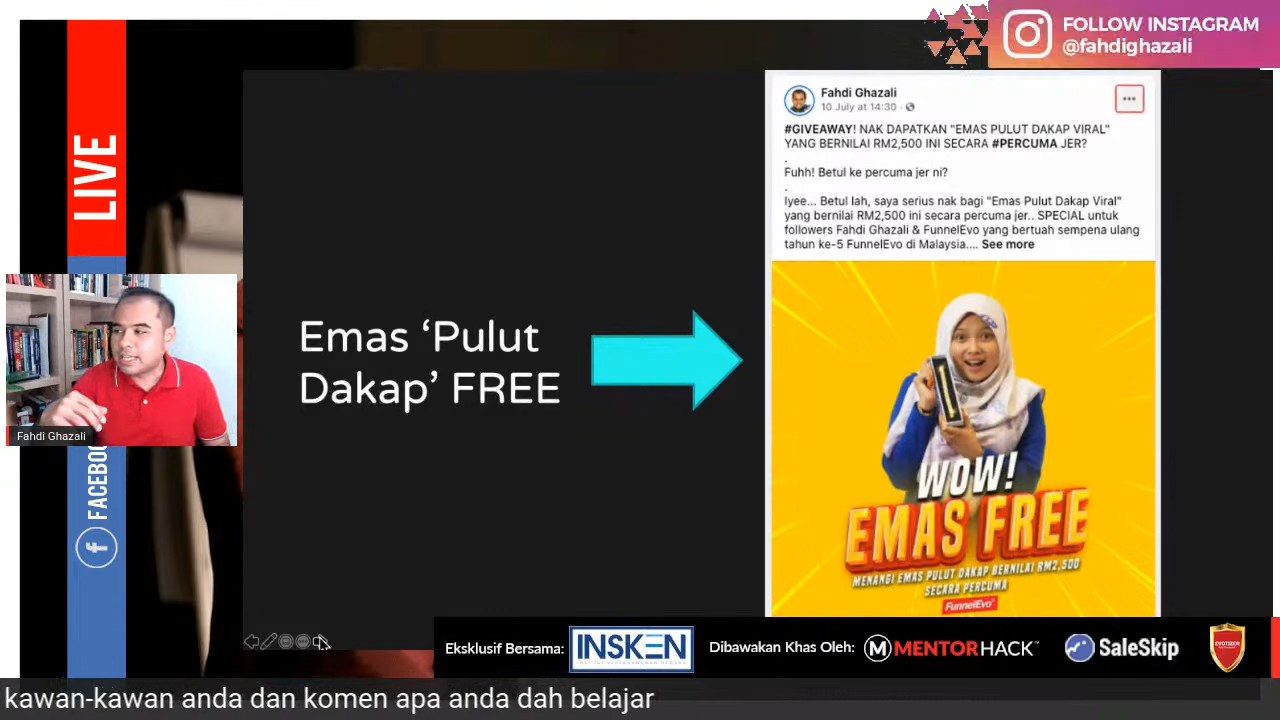 FOLLOW INSTAGRAM
@fahdighazali
LIVE
FACEBOO
Fahdi Ghazali
Emas ‘Pulut
Dakap’ FREE
Fahdi Ghazali
10 July at 14:30 ·
#GIVEAWAY! NAK DAPATKAN "EMAS PULUT DAKAP VIRAL"
YANG BERNILAI RM2,500 INI SECARA #PERCUMA JER?
.
Fuhh! Betul ke percuma jer ni?
.
Iyee... Betul lah, saya serius nak bagi "Emas Pulut Dakap Viral"
yang bernilai RM2,500 ini secara percuma jer.. SPECIAL untuk
followers Fahdi Ghazali & FunnelEvo yang bertuah sempena ulang
tahun ke-5 FunnelEvo di Malaysia.... See more
WOW!
EMAS FREE
MENANGI EMAS PULUT DAKAP BERNILAI RM2,500
SECARA PERCUMA
FunnelEvo
Eksklusif Bersama:
INSKEN
INSTITUT KEUSAHAWANAN NEGARA
Dibawakan Khas Oleh:
MENTORHACK™
SaleSkip
kawan-kawan anda dan komen apa anda dah belajar